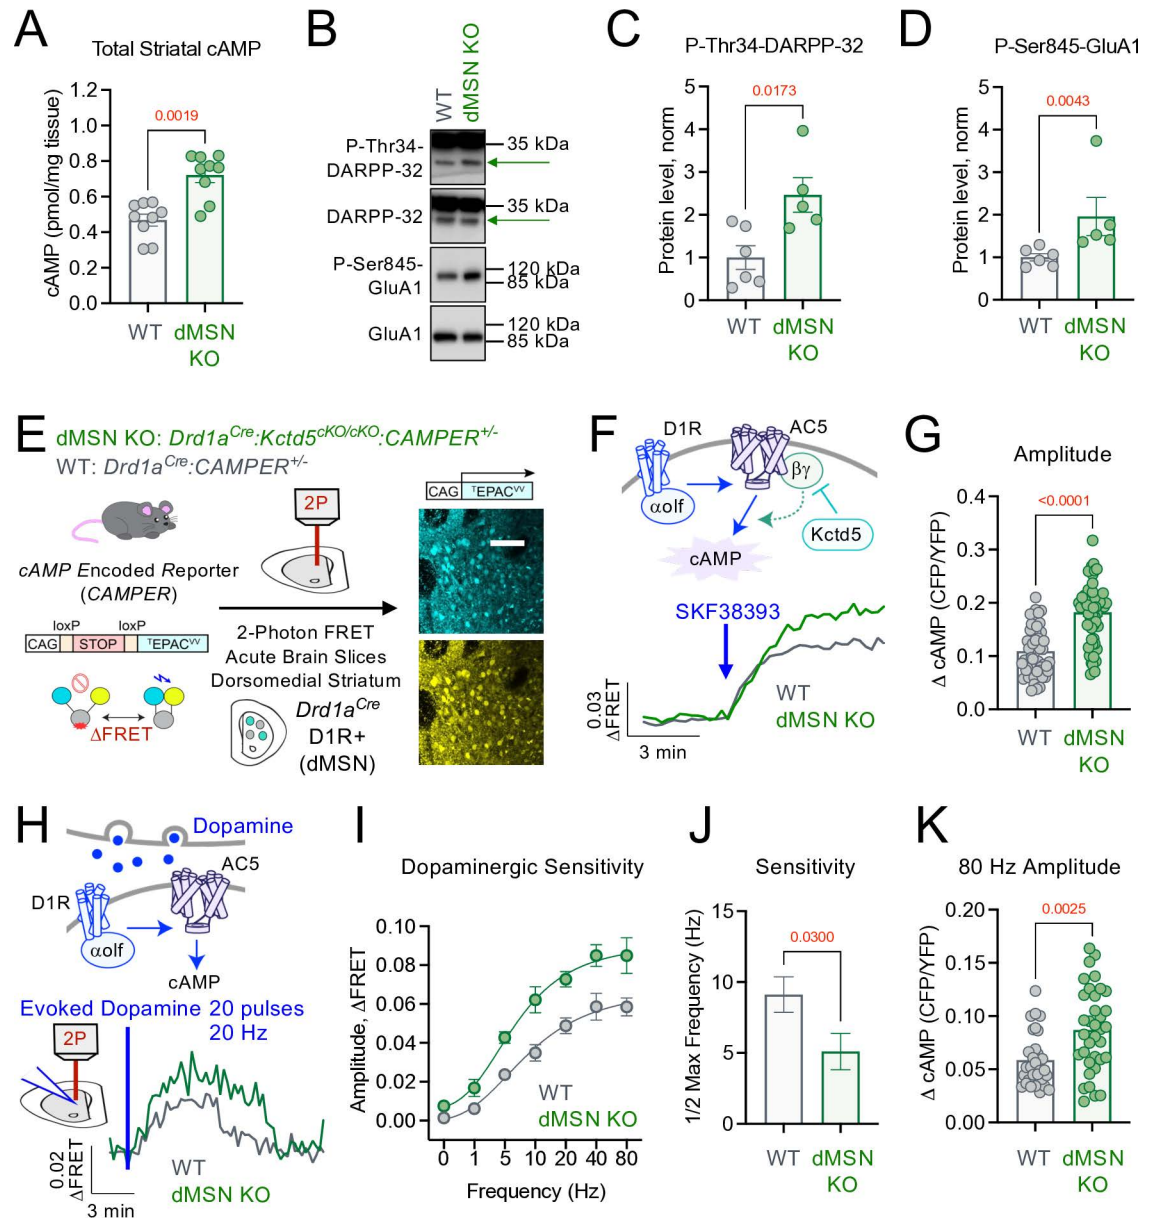 A
Total Striatal cAMP
cAMP (pmol/mg tissue)
1.2
1.0
0.8
0.6
0.4
0.2
0.0
0.0019
WT
dMSN
KO
B
WT
dMSN KO
P-Thr34-
DARPP-32
35 kDa
DARPP-32
35 kDa
P-Ser845-
GluA1
120 kDa
85 kDa
GluA1
120 kDa
85 kDa
C
P-Thr34-DARPP-32
Protein level, norm
5
4
3
2
1
0
0.0173
WT
dMSN
KO
D
P-Ser845-GluA1
Protein level, norm
5
4
3
2
1
0
0.0043
WT
dMSN
KO
E
dMSN KO: Drd1aCre:Kctd5cKO/cKO:CAMPER+/-
WT: Drd1aCre:CAMPER+/-
2P
CAG TEPACVV
cAMP Encoded Reporter
(CAMPER)
loxP loxP
CAG STOP TEPACVV
ΔFRET
2-Photon FRET
Acute Brain Slices
Dorsomedial Striatum
Drd1aCre
D1R+
(dMSN)
F
D1R
AC5
βγ
αolf
Kctd5
cAMP
SKF38393
WT
dMSN KO
0.03
ΔFRET
3 min
G
Amplitude
Δ cAMP (CFP/YFP)
0.4
0.3
0.2
0.1
0.0
<0.0001
WT
dMSN
KO
H
Dopamine
AC5
D1R
αolf
cAMP
Evoked Dopamine 20 pulses
20 Hz
2P
0.02
ΔFRET
3 min
WT
dMSN KO
I
Dopaminergic Sensitivity
Amplitude, ΔFRET
0.10
0.08
0.06
0.04
0.02
0.00
WT
dMSN KO
0 1 5 10 20 40 80
Frequency (Hz)
J
Sensitivity
1/2 Max Frequency (Hz)
15
10
5
0
0.0300
WT
dMSN
KO
K
80 Hz Amplitude
Δ cAMP (CFP/YFP)
0.20
0.15
0.10
0.05
0.00
0.0025
WT
dMSN
KO